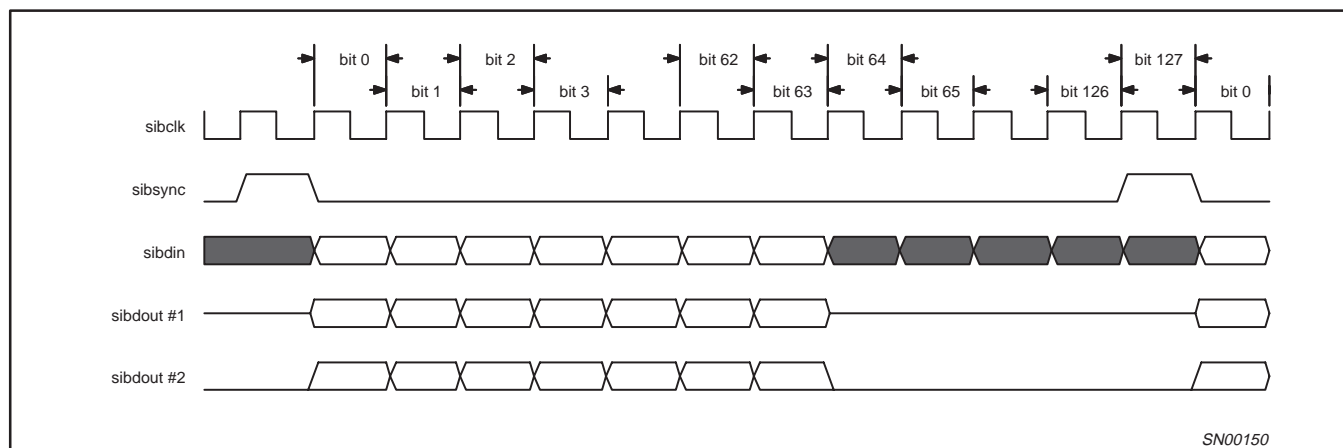 bit 0 bit 2 bit 62 bit 64 bit 127
bit 1 bit 3 bit 63 bit 65 bit 126 bit 0
sibclk
sibsync
sibdin
sibdout #1
sibdout #2
SN00150